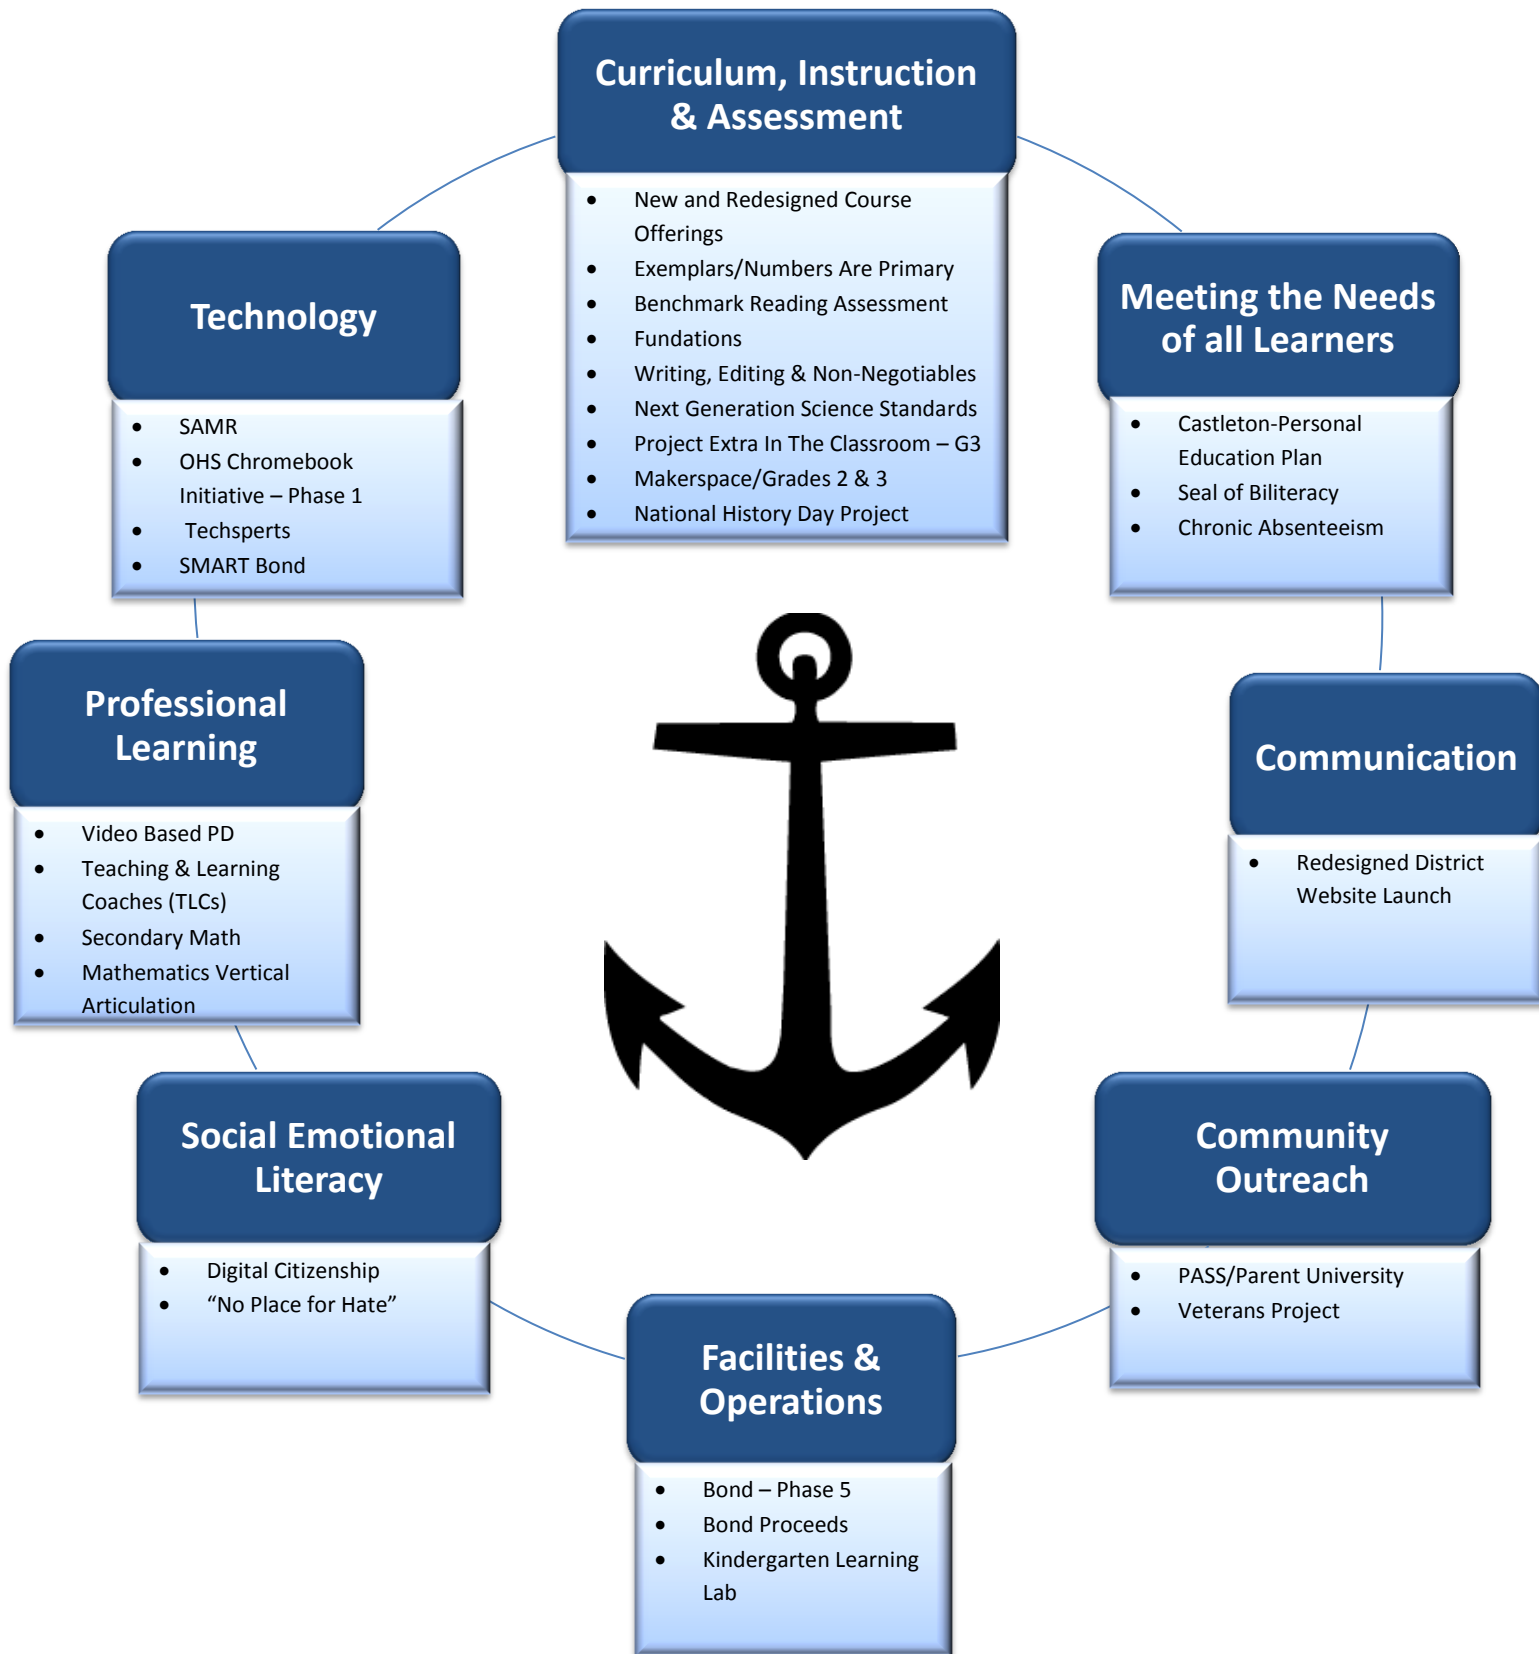 Curriculum, Instruction
& Assessment
• New and Redesigned Course
Offerings
• Exemplars/Numbers Are Primary
• Benchmark Reading Assessment
• Fundations
• Writing, Editing & Non-Negotiables
• Next Generation Science Standards
• Project Extra In The Classroom – G3
• Makerspace/Grades 2 & 3
• National History Day Project
Technology
• SAMR
• OHS Chromebook
Initiative – Phase 1
• Techsperts
• SMART Bond
Meeting the Needs
of all Learners
• Castleton-Personal
Education Plan
• Seal of Biliteracy
• Chronic Absenteeism
Professional
Learning
• Video Based PD
• Teaching & Learning
Coaches (TLCs)
• Secondary Math
• Mathematics Vertical
Articulation
Communication
• Redesigned District
Website Launch
Social Emotional
Literacy
• Digital Citizenship
• “No Place for Hate”
Community
Outreach
• PASS/Parent University
• Veterans Project
Facilities &
Operations
• Bond – Phase 5
• Bond Proceeds
• Kindergarten Learning
Lab